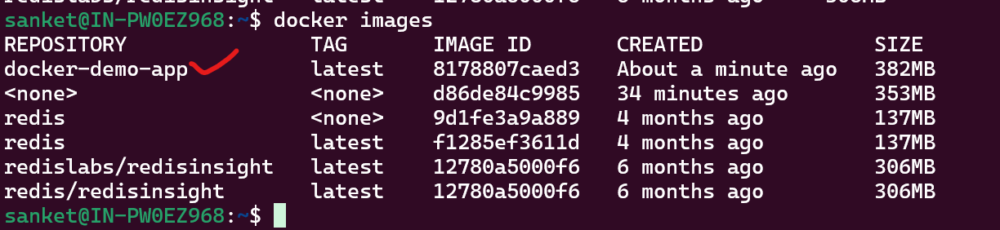 sanket@IN-PW0EZ968:~$ docker images
REPOSITORY TAG IMAGE ID CREATED SIZE
docker-demo-app latest 8178807caed3 About a minute ago 382MB
<none> <none> d86de84c9985 34 minutes ago 353MB
redis <none> 9d1fe3a9a889 4 months ago 137MB
redis latest f1285ef3611d 4 months ago 137MB
redislabs/redisinsight latest 12780a5000f6 6 months ago 306MB
redis/redisinsight latest 12780a5000f6 6 months ago 306MB
sanket@IN-PW0EZ968:~$